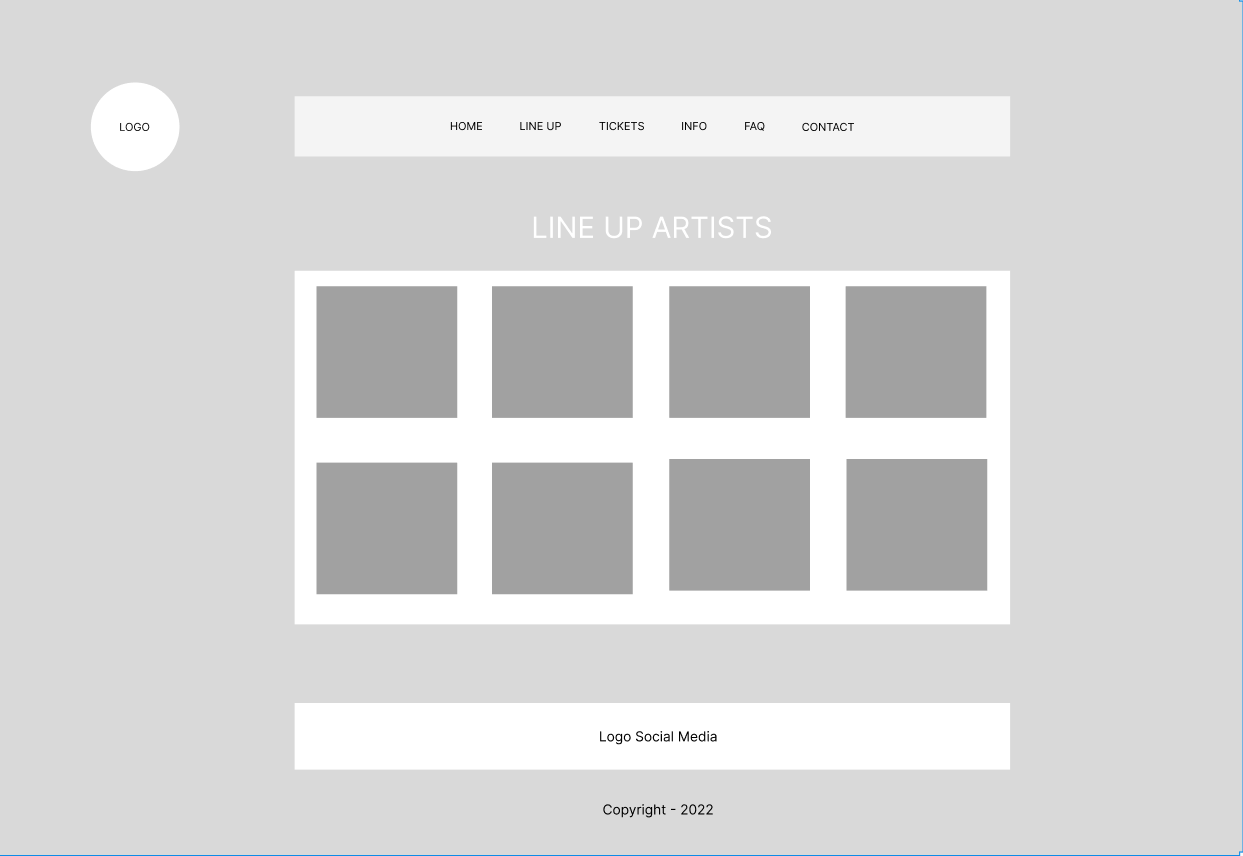 LOGO
HOME LINE UP TICKETS INFO FAQ CONTACT
LINE UP ARTISTS
Logo Social Media
Copyright - 2022